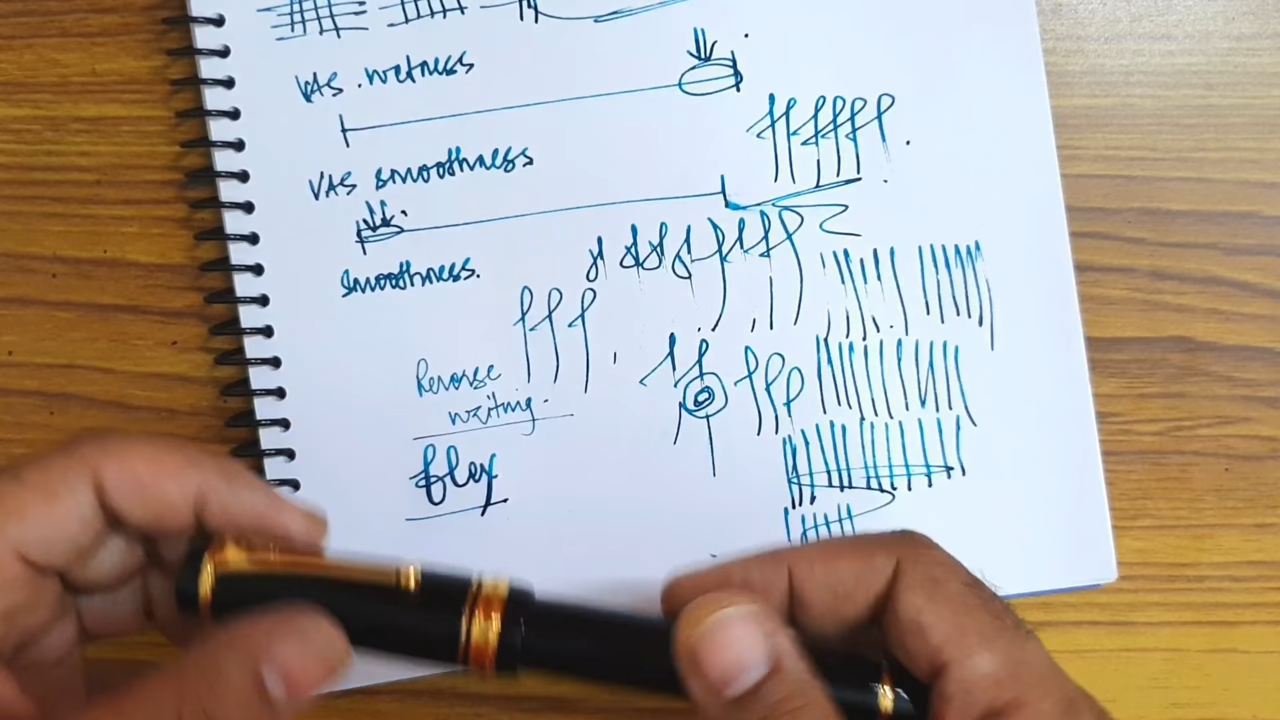 VAS. wetness
VAS smoothness
smoothness.
Reverse
writing.
flex